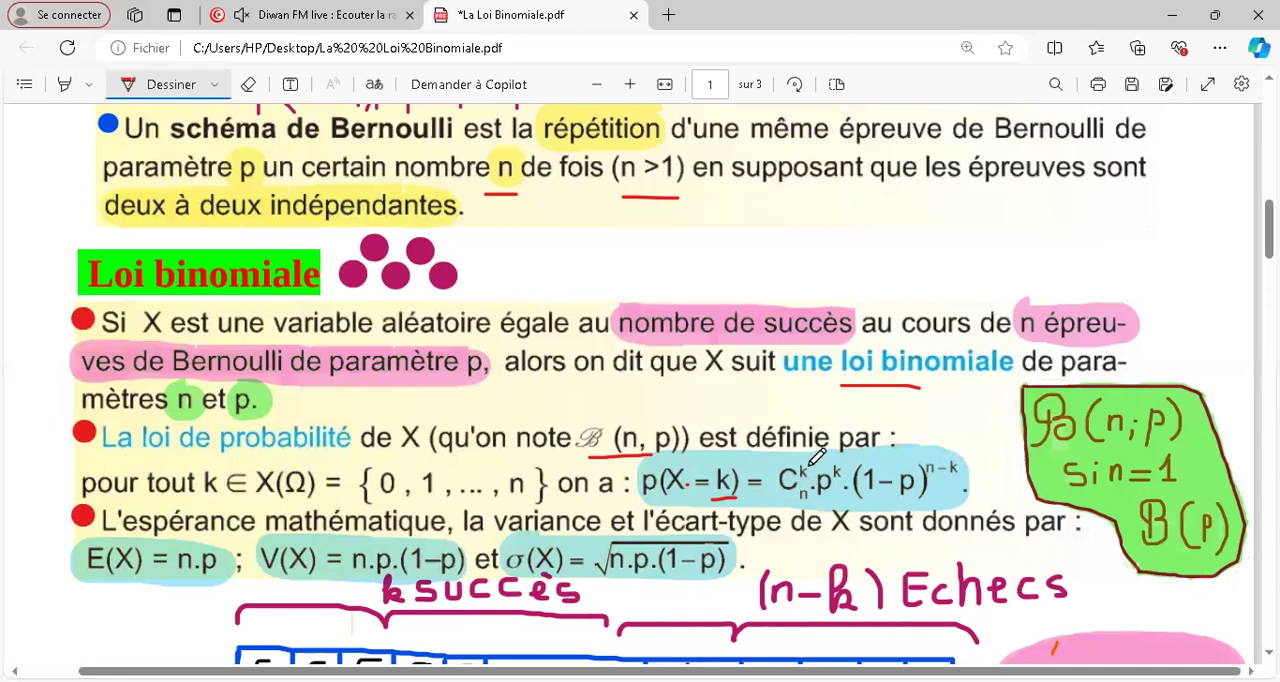 Se connecter
Diwan FM live : Ecouter la ra
*La Loi Binomiale.pdf
Fichier
C:/Users/HP/Desktop/La%20%20Loi%20Binomiale.pdf
Dessiner
Demander à Copilot
1 sur 3
Un schéma de Bernoulli est la répétition d'une même épreuve de Bernoulli de
paramètre p un certain nombre n de fois (n >1) en supposant que les épreuves sont
deux à deux indépendantes.
Loi binomiale
Si X est une variable aléatoire égale au nombre de succès au cours de n épreu-
ves de Bernoulli de paramètre p, alors on dit que X suit une loi binomiale de para-
mètres n et p.
La loi de probabilité de X (qu'on note ℬ (n, p)) est définie par :
pour tout k ∈ X(Ω) = { 0 , 1 , ... , n } on a : p(X = k) = C_n^k.p^k.(1−p)^{n−k} .
L'espérance mathématique, la variance et l'écart-type de X sont donnés par :
E(X) = n.p ; V(X) = n.p.(1−p) et σ(X) = √(n.p.(1−p)) .
B(n;p)
si n=1
B(p)
k succès (n-k) Echecs